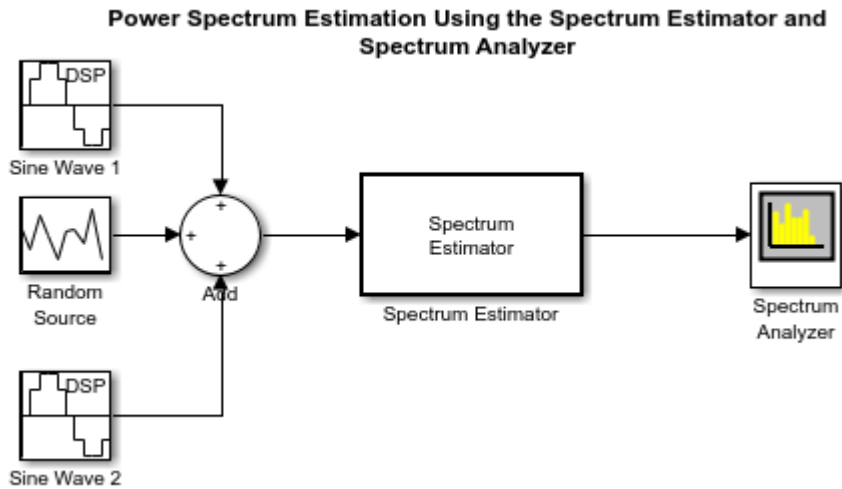 Power Spectrum Estimation Using the Spectrum Estimator and
Spectrum Analyzer
DSP
Sine Wave 1
Random
Source
+
+
+
Add
Spectrum
Estimator
Spectrum Estimator
Spectrum
Analyzer
DSP
Sine Wave 2